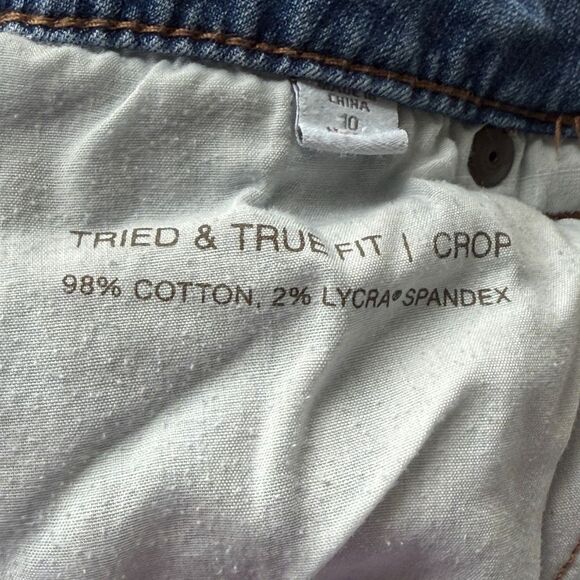 CHINA
10
TRIED & TRUE FIT | CROP
98% COTTON, 2% LYCRA® SPANDEX